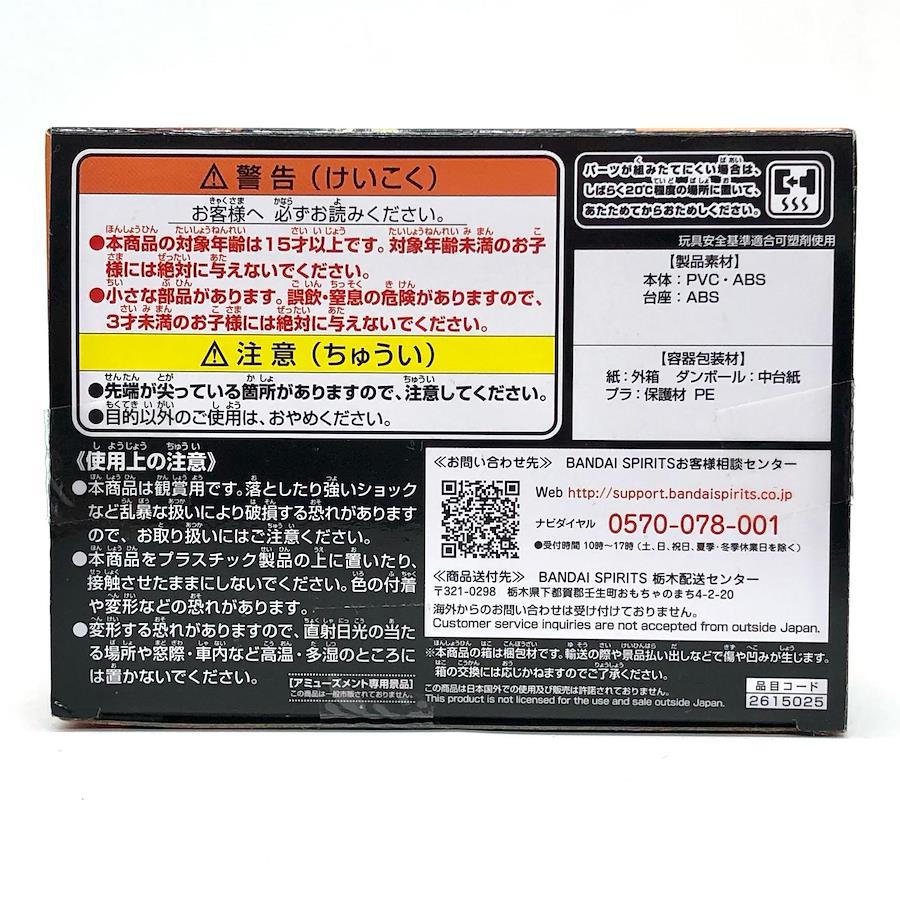 ⚠警告（けいこく）
お客様へ 必ずお読みください。
●本商品の対象年齢は15才以上です。対象年齢未満のお子
様には絶対に与えないでください。
●小さな部品があります。誤飲・窒息の危険がありますので、
3才未満のお子様には絶対に与えないでください。
⚠注意（ちゅうい）
●先端が尖っている箇所がありますので、注意してください。
●目的以外のご使用は、おやめください。
《使用上の注意》
●本商品は観賞用です。落としたり強いショック
など乱暴な扱いにより破損する恐れがありますの
ので、お取り扱いにはご注意ください。
●本商品をプラスチック製品の上に置いたり、
接触させたままにしないでください。色の付着
や変形などの恐れがあります。
●変形する恐れがありますので、直射日光の当た
る場所や窓際・車内など高温・多湿のところに
は置かないでください。
[アミューズメント専用景品]
この商品は一般市販されておりません。
パーツが組みたてにくい場合は、
しばらく20℃程度の場所に置いて、
あたためてからおためしください。
玩具安全基準適合可塑剤使用
【製品素材】
本体：PVC・ABS
台座：ABS
【容器包装材】
紙：外箱 ダンボール：中台紙
プラ：保護材 PE
≪お問い合わせ先≫ BANDAI SPIRITSお客様相談センター
Web http://support.bandaispirits.co.jp
ナビダイヤル 0570-078-001
●受付時間 10時〜17時（土、日、祝日、夏季・冬季休業日を除く）
≪商品送付先≫ BANDAI SPIRITS 栃木配送センター
〒321-0298 栃木県下都賀郡壬生町おもちゃのまち4-2-20
海外からのお問い合わせは受け付けておりません。
Customer service inquiries are not accepted from outside Japan.
※本商品の箱は梱包材です。輸送の際や景品払い出しなどで傷や凹みが生じます。
箱の交換には応じかねますのでご了承ください。
この商品は日本国外での使用及び販売は許諾されておりません。
This product is not licensed for the use and sale outside Japan.
品目コード
2615025